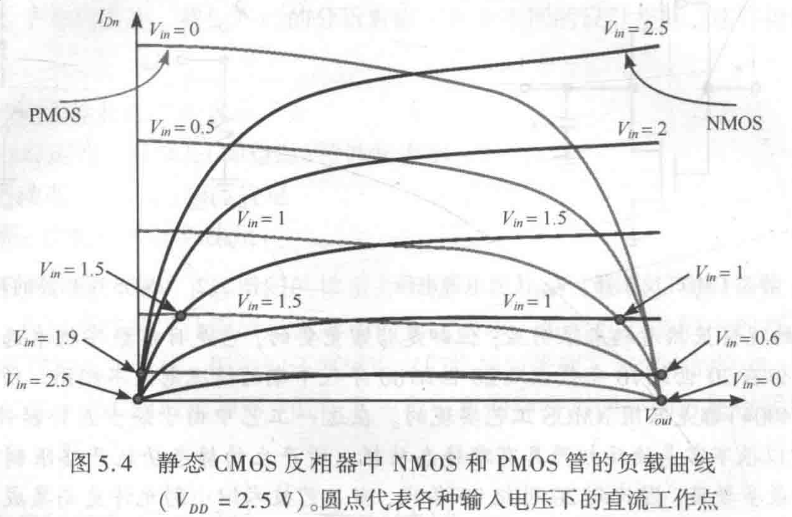 I_{Dn}
V_{in} = 0
V_{in} = 2.5
PMOS
NMOS
V_{in} = 0.5
V_{in} = 2
V_{in} = 1
V_{in} = 1.5
V_{in} = 1.5
V_{in} = 1
V_{in} = 1.5
V_{in} = 1
V_{in} = 1.9
V_{in} = 0.6
V_{in} = 2.5
V_{in} = 0
V_{out}
图 5.4 静态 CMOS 反相器中 NMOS 和 PMOS 管的负载曲线
( V_{DD} = 2.5 V)。圆点代表各种输入电压下的直流工作点